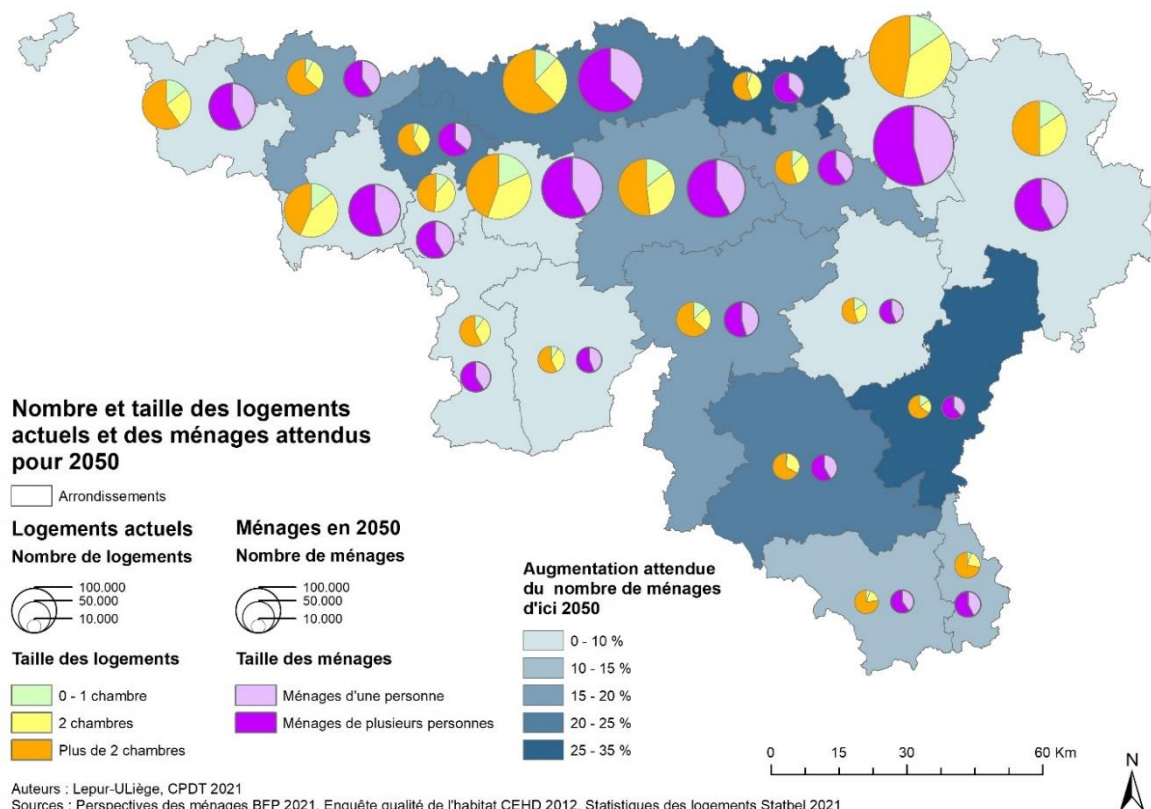 Nombre et taille des logements
actuels et des ménages attendus
pour 2050
Arrondissements
Logements actuels
Nombre de logements
100.000
50.000
10.000
Taille des logements
0 - 1 chambre
2 chambres
Plus de 2 chambres
Ménages en 2050
Nombre de ménages
100.000
50.000
10.000
Taille des ménages
Ménages d'une personne
Ménages de plusieurs personnes
Augmentation attendue
du nombre de ménages
d'ici 2050
0 - 10 %
10 - 15 %
15 - 20 %
20 - 25 %
25 - 35 %
0 15 30 60 Km
N
Auteurs : Lepur-ULiège, CPDT 2021
Sources : Perspectives des ménages BFP 2021, Enquête qualité de l'habitat CEHD 2012, Statistiques des logements Statbel 2021